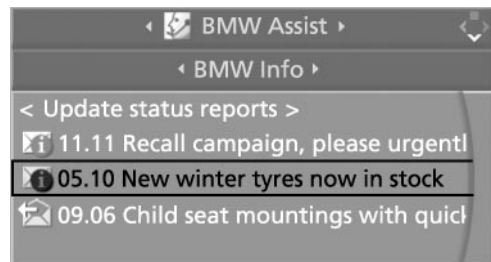 BMW Assist
BMW Info
< Update status reports >
11.11 Recall campaign, please urgentl
05.10 New winter tyres now in stock
09.06 Child seat mountings with quick